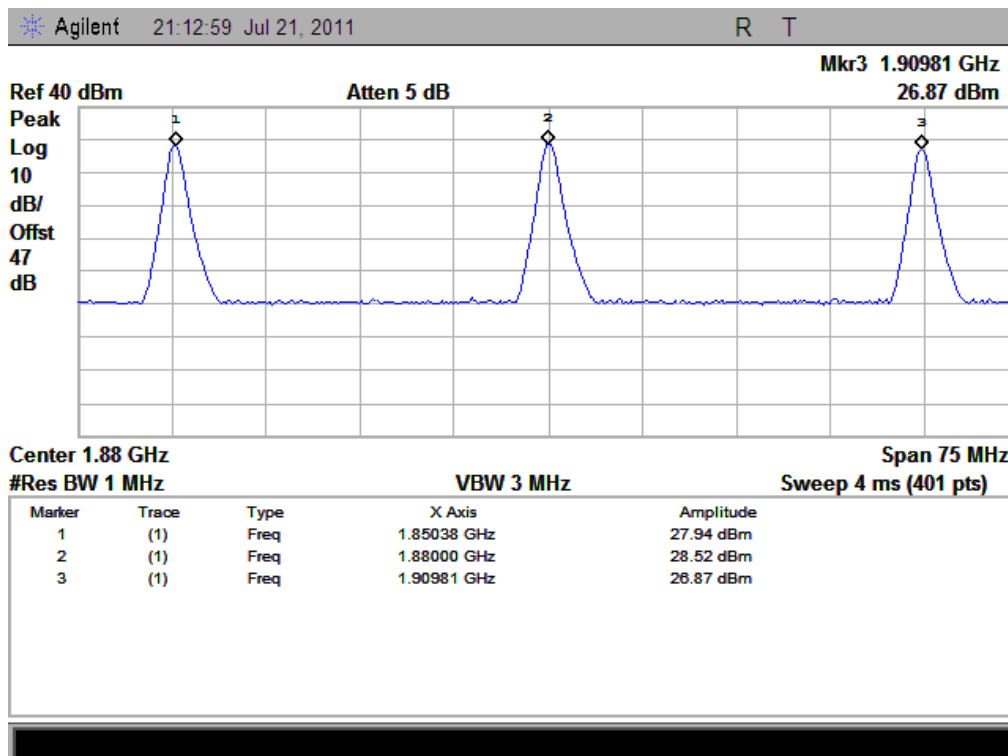 Agilent 21:12:59 Jul 21, 2011 R T
Mkr3 1.90981 GHz
Ref 40 dBm Atten 5 dB 26.87 dBm
Peak
Log
10
dB/
Offst
47
dB
1 2 3
Center 1.88 GHz Span 75 MHz
#Res BW 1 MHz VBW 3 MHz Sweep 4 ms (401 pts)
Marker Trace Type X Axis Amplitude
1 (1) Freq 1.85038 GHz 27.94 dBm
2 (1) Freq 1.88000 GHz 28.52 dBm
3 (1) Freq 1.90981 GHz 26.87 dBm